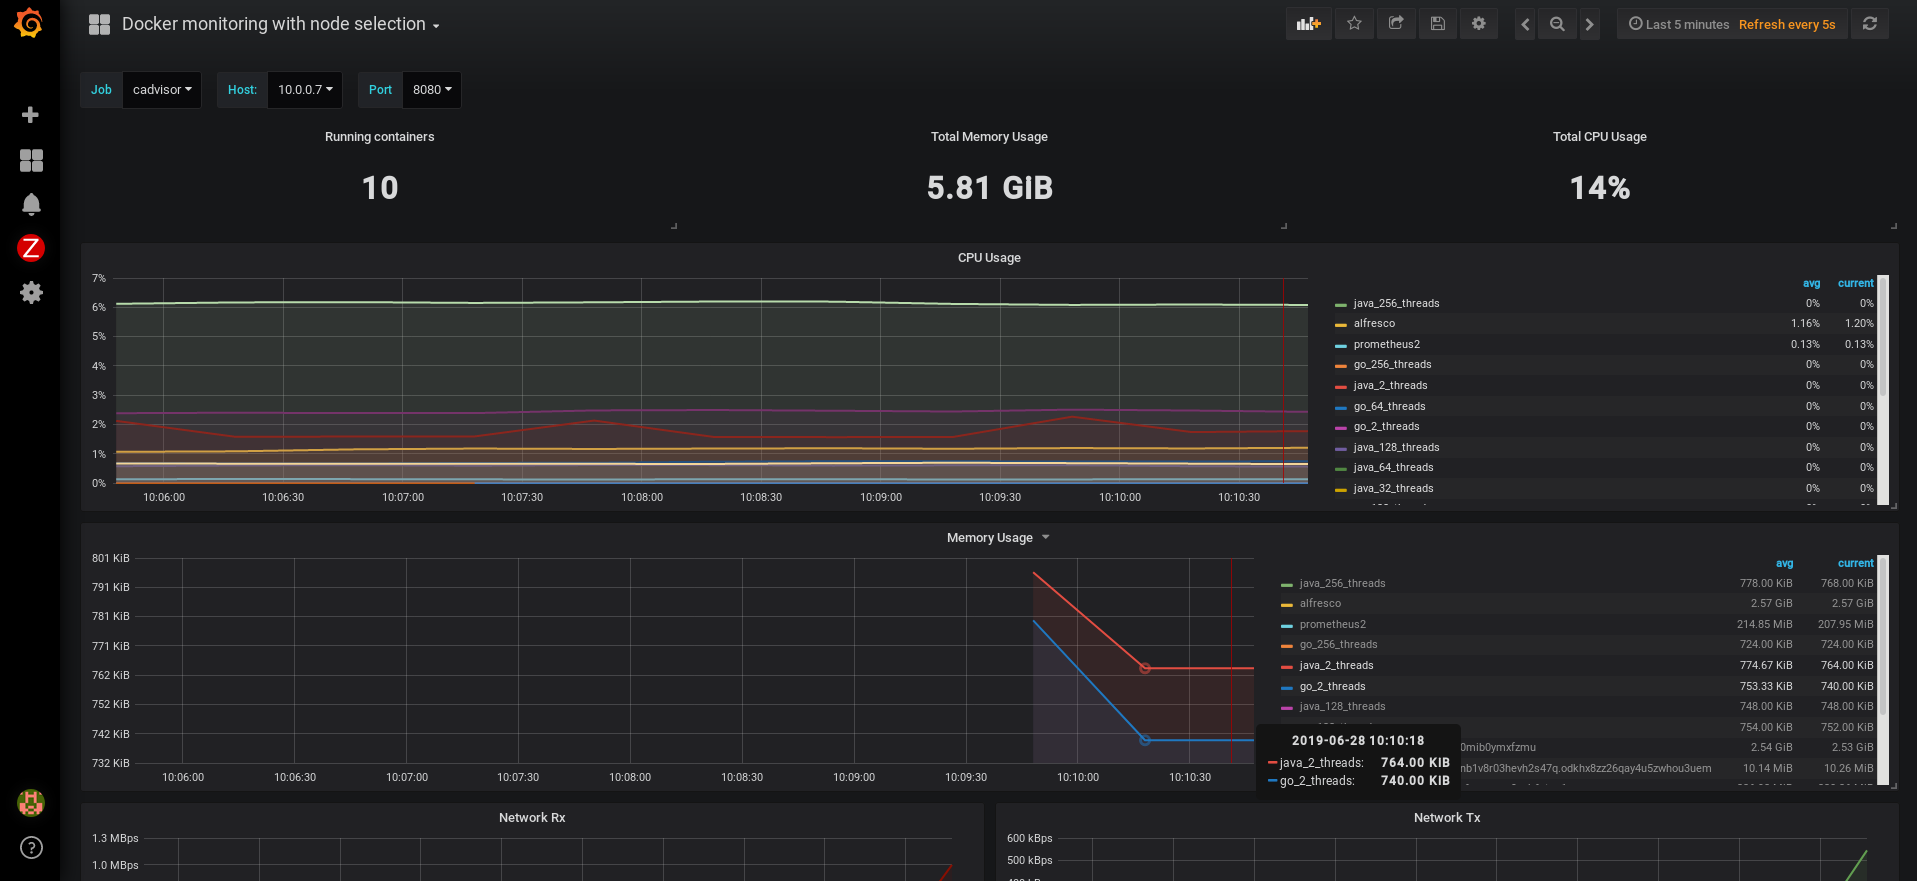 Docker monitoring with node selection
Last 5 minutes Refresh every 5s
Job cadvisor Host: 10.0.0.7 Port 8080
Running containers
10
Total Memory Usage
5.81 GiB
Total CPU Usage
14%
CPU Usage
7%
6%
5%
4%
3%
2%
1%
0%
10:06:00 10:06:30 10:07:00 10:07:30 10:08:00 10:08:30 10:09:00 10:09:30 10:10:00 10:10:30
avg current
java_256_threads 0% 0%
alfresco 1.16% 1.20%
prometheus2 0.13% 0.13%
go_256_threads 0% 0%
java_2_threads 0% 0%
go_64_threads 0% 0%
go_2_threads 0% 0%
java_128_threads 0% 0%
java_64_threads 0% 0%
java_32_threads 0% 0%
Memory Usage
801 KiB
791 KiB
781 KiB
771 KiB
762 KiB
752 KiB
742 KiB
732 KiB
10:06:00 10:06:30 10:07:00 10:07:30 10:08:00 10:08:30 10:09:00 10:09:30 10:10:00 10:10:30
avg current
java_256_threads 778.00 KiB 768.00 KiB
alfresco 2.57 GiB 2.57 GiB
prometheus2 214.85 MiB 207.95 MiB
go_256_threads 724.00 KiB 724.00 KiB
java_2_threads 774.67 KiB 764.00 KiB
go_2_threads 753.33 KiB 740.00 KiB
java_128_threads 748.00 KiB 748.00 KiB
754.00 KiB 752.00 KiB
0mib0ymxfzmu 2.54 GiB 2.53 GiB
nb1v8r03hevh2s47q.odkhx8zz26qay4u5zwhou3uem 10.14 MiB 10.26 MiB
2019-06-28 10:10:18
java_2_threads: 764.00 KiB
go_2_threads: 740.00 KiB
Network Rx
1.3 MBps
1.0 MBps
Network Tx
600 kBps
500 kBps